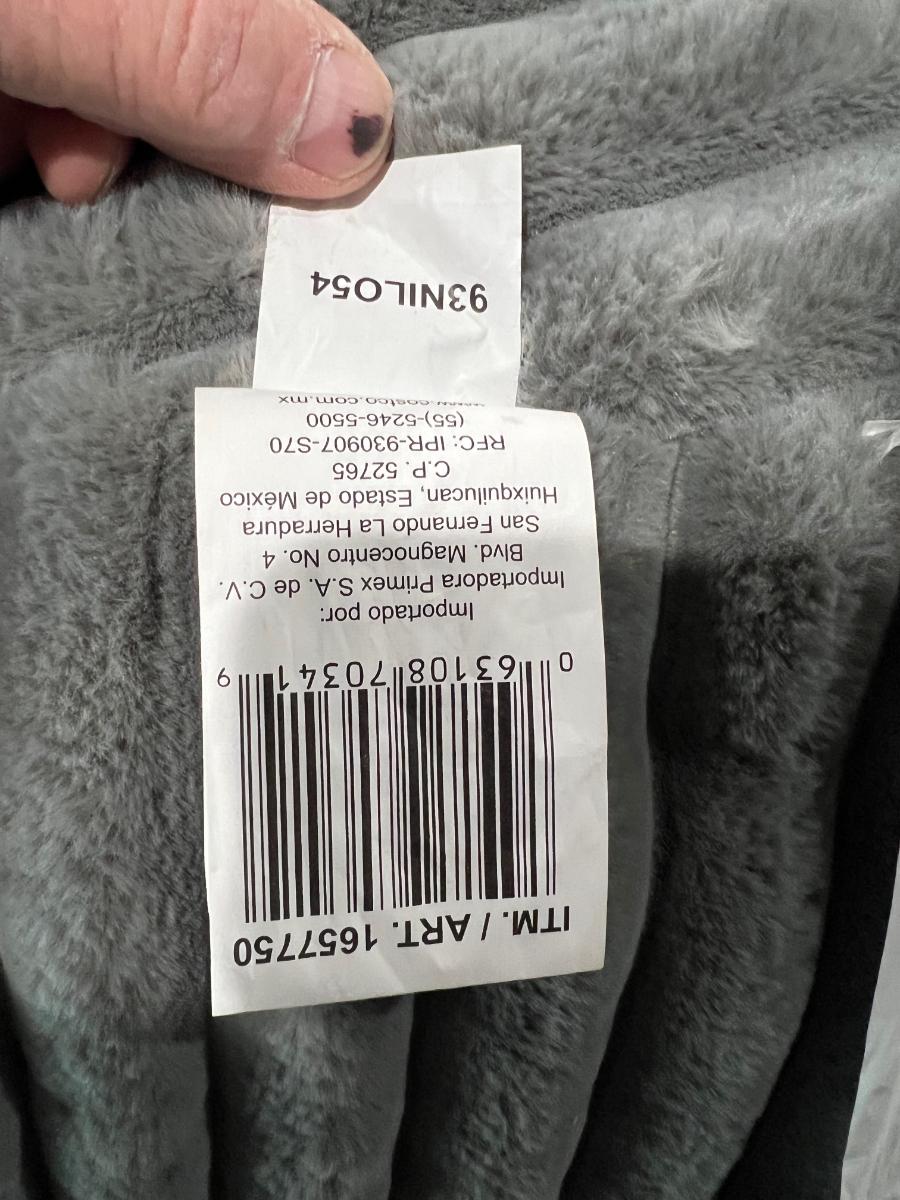 ITM. / ART. 1657750
0 63108 70341 9
Importado por:
Importadora Primex S.A. de C.V.
Blvd. Magnocentro No. 4
San Fernando La Herradura
Huixquilucan, Estado de México
C.P. 52765
RFC: IPR-930907-S70
(55)-5246-5500
www.costco.com.mx
93NILO54